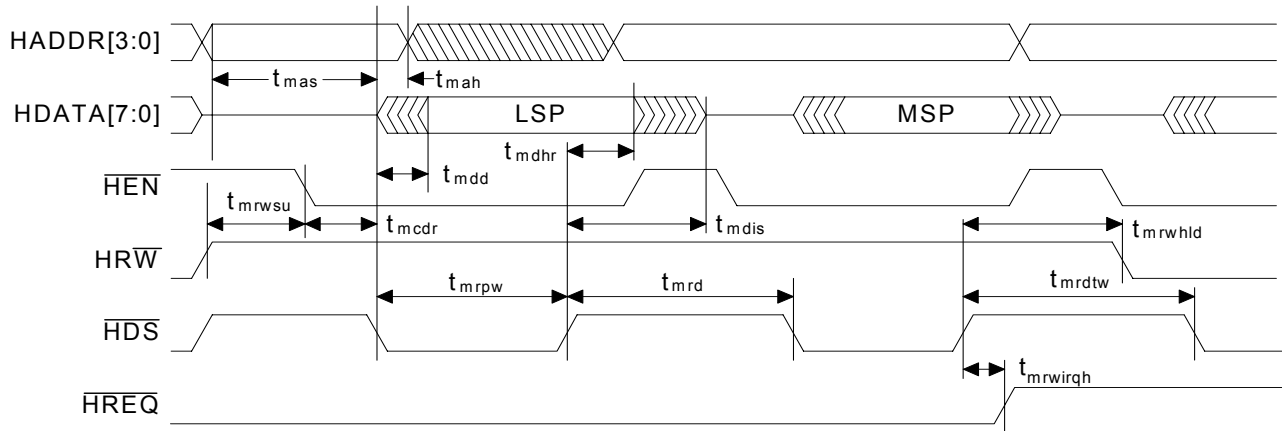 HADDR[3:0]
t mas
t mah
HDATA[7:0]
LSP
MSP
t mdhr
t mdd
HEN
t mrwsu
t mcdr
t mdis
t mrwhld
HRW
t mrpw
t mrd
t mrdtw
HDS
t mrwirqh
HREQ